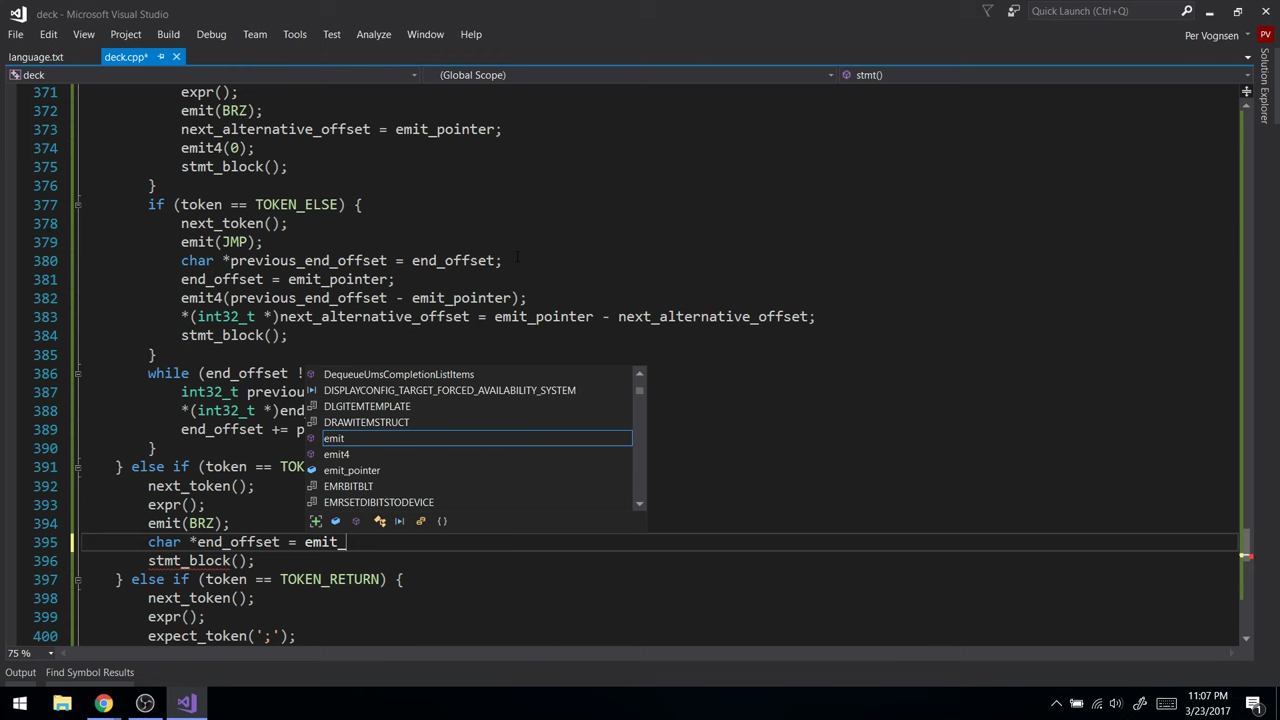 deck - Microsoft Visual Studio
Quick Launch (Ctrl+Q)
File Edit View Project Build Debug Team Tools Test Analyze Window Help
Per Vognsen PV
language.txt deck.cpp*
deck (Global Scope) stmt()
Solution Explorer
371 expr();
372 emit(BRZ);
373 next_alternative_offset = emit_pointer;
374 emit4(0);
375 stmt_block();
376 }
377 if (token == TOKEN_ELSE) {
378 next_token();
379 emit(JMP);
380 char *previous_end_offset = end_offset;
381 end_offset = emit_pointer;
382 emit4(previous_end_offset - emit_pointer);
383 *(int32_t *)next_alternative_offset = emit_pointer - next_alternative_offset;
384 stmt_block();
385 }
386 while (end_offset !
387 int32_t previou
388 *(int32_t *)end
389 end_offset += p
390 }
391 } else if (token == TOK
392 next_token();
393 expr();
394 emit(BRZ);
395 char *end_offset = emit_
396 stmt_block();
397 } else if (token == TOKEN_RETURN) {
398 next_token();
399 expr();
400 expect_token(';');
DequeueUmsCompletionListItems
DISPLAYCONFIG_TARGET_FORCED_AVAILABILITY_SYSTEM
DLGITEMTEMPLATE
DRAWITEMSTRUCT
emit
emit4
emit_pointer
EMRBITBLT
EMRSETDIBITSTODEVICE
75 %
Output Find Symbol Results
11:07 PM
3/23/2017
1